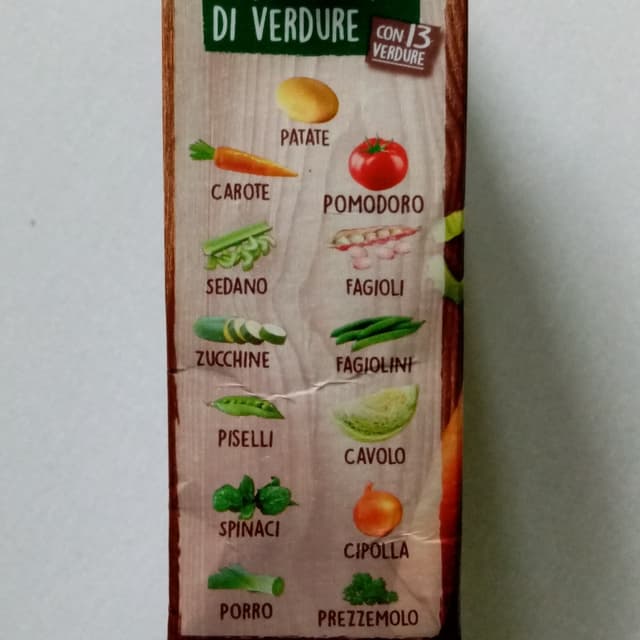 DI VERDURE
CON 13
VERDURE
PATATE
CAROTE
POMODORO
SEDANO
FAGIOLI
ZUCCHINE
FAGIOLINI
PISELLI
CAVOLO
SPINACI
CIPOLLA
PORRO
PREZZEMOLO